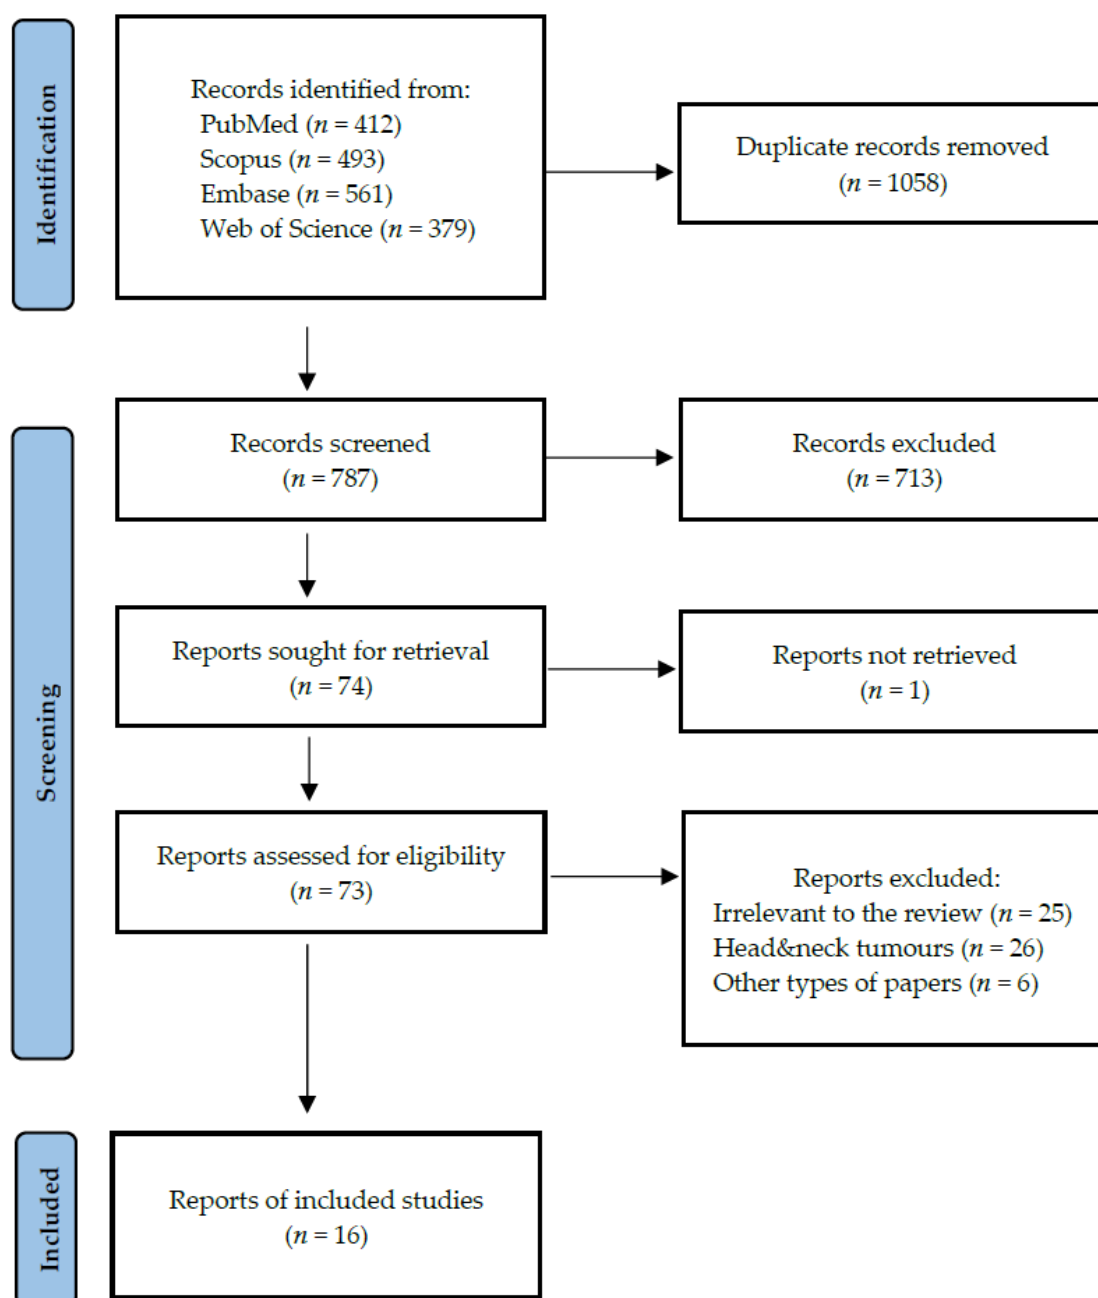 Identification
Records identified from:
PubMed (n = 412)
Scopus (n = 493)
Embase (n = 561)
Web of Science (n = 379)
Duplicate records removed
(n = 1058)
Screening
Records screened
(n = 787)
Records excluded
(n = 713)
Reports sought for retrieval
(n = 74)
Reports not retrieved
(n = 1)
Reports assessed for eligibility
(n = 73)
Reports excluded:
Irrelevant to the review (n = 25)
Head&neck tumours (n = 26)
Other types of papers (n = 6)
Included
Reports of included studies
(n = 16)